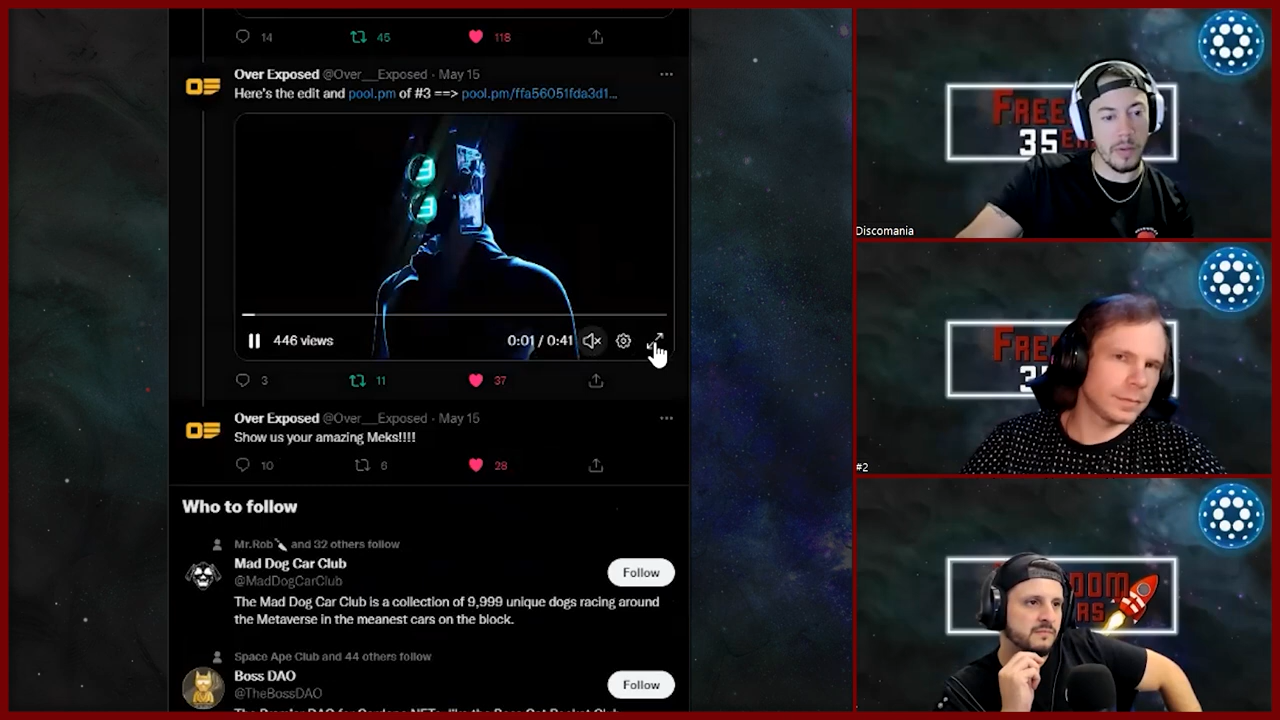 14 45 118
Over Exposed @Over__Exposed · May 15
Here's the edit and pool.pm of #3 ==> pool.pm/ffa56051fda3d1...
3
3
446 views 0:01 / 0:41
3 11 37
Over Exposed @Over__Exposed · May 15
Show us your amazing Meks!!!!
10 6 28
Who to follow
Mr.Rob and 32 others follow
Mad Dog Car Club
@MadDogCarClub
Follow
The Mad Dog Car Club is a collection of 9,999 unique dogs racing around
the Metaverse in the meanest cars on the block.
Space Ape Club and 44 others follow
Boss DAO
@TheBossDAO
Follow
35
Discomania
#2